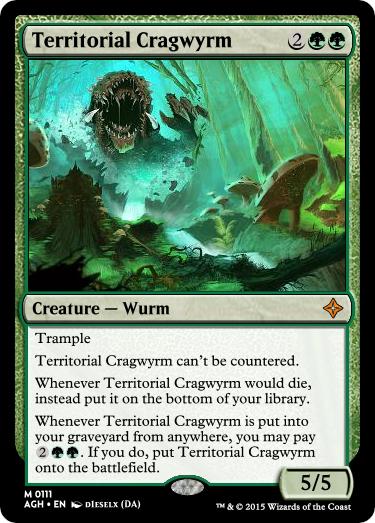 Territorial Cragwyrm 2
Creature — Wurm
Trample
Territorial Cragwyrm can't be countered.
Whenever Territorial Cragwyrm would die,
instead put it on the bottom of your library.
Whenever Territorial Cragwyrm is put into
your graveyard from anywhere, you may pay
2 . If you do, put Territorial Cragwyrm
onto the battlefield.
5/5
M 0111
AGH • EN DIESELX (DA)
™ & © 2015 Wizards of the Coast